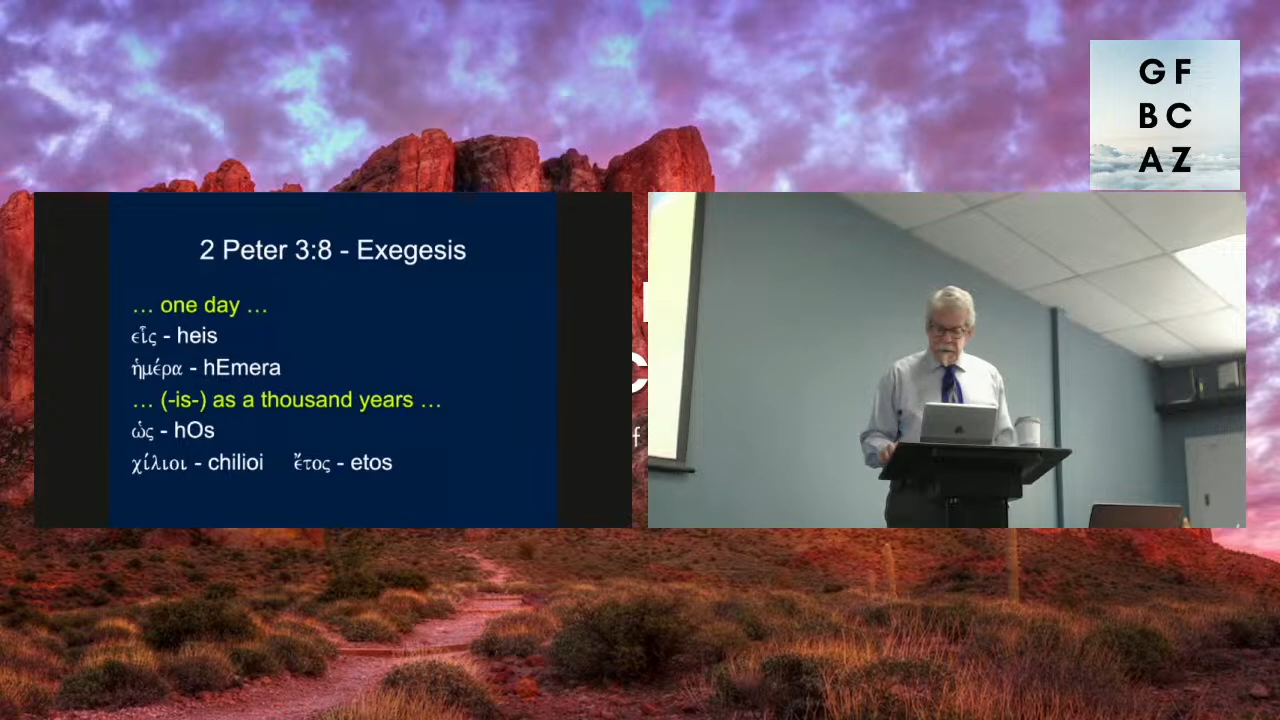 G F
B C
A Z
2 Peter 3:8 - Exegesis
… one day …
εἷς - heis
ἡμέρα - hEmera
… (-is-) as a thousand years …
ὡς - hOs
χίλιοι - chilioi ἔτος - etos